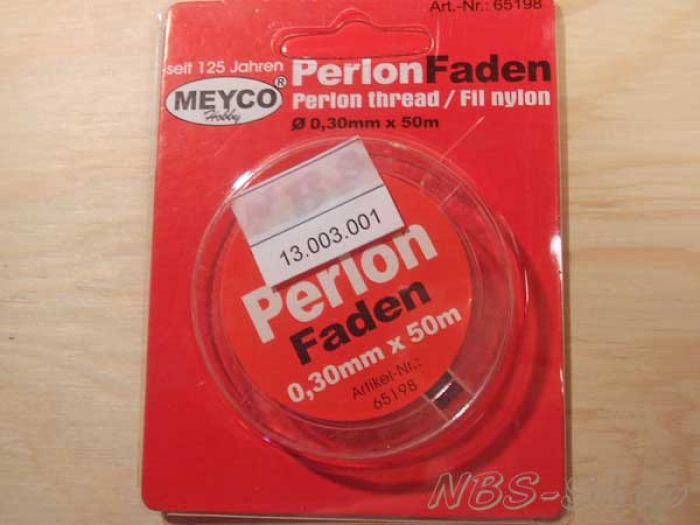 Art.-Nr.: 65198
seit 125 Jahren
MEYCO®
Hobby
PerlonFaden
Perlon thread / Fil nylon
Ø 0,30mm x 50m
NBS
13.003.001
Perlon
Faden
0,30mm x 50m
Artikel-Nr.:
65198
NBS-Shop